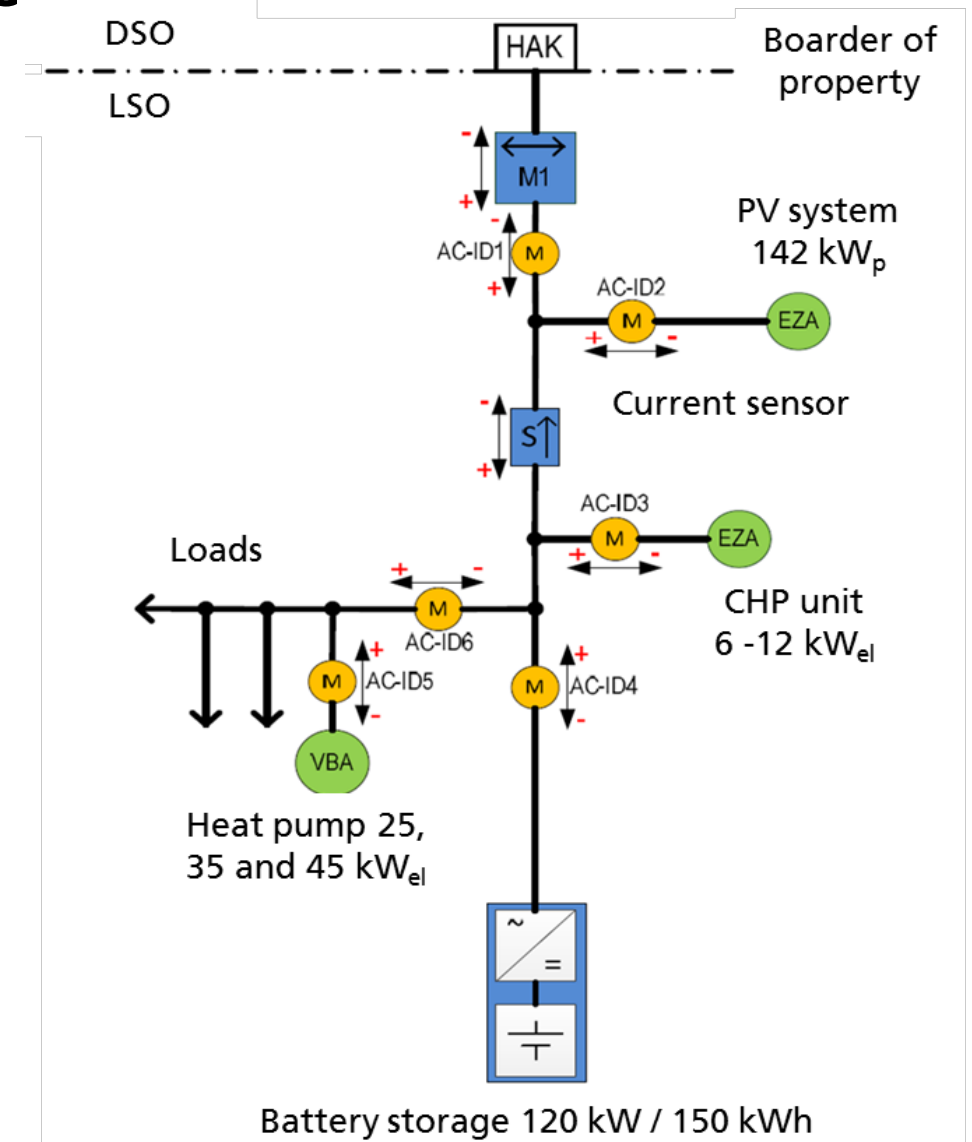 DSO
HAK
Boarder of
property
LSO
-
M1
+
PV system
142 kWp
-
AC-ID1
M
+
AC-ID2
M
EZA
+
-
Current sensor
-
S
+
AC-ID3
M
EZA
+
-
Loads
+
-
M
AC-ID6
CHP unit
6 -12 kWel
+
M
AC-ID5
-
+
M
AC-ID4
-
VBA
Heat pump 25,
35 and 45 kWel
~
=
Battery storage 120 kW / 150 kWh